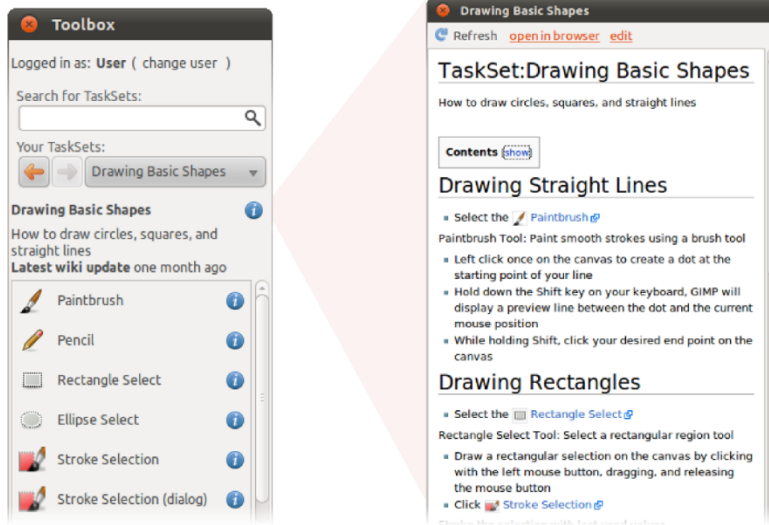 Toolbox
Logged in as: User ( change user )
Search for TaskSets:
Your TaskSets:
Drawing Basic Shapes
Drawing Basic Shapes
How to draw circles, squares, and
straight lines
Latest wiki update one month ago
Paintbrush
Pencil
Rectangle Select
Ellipse Select
Stroke Selection
Stroke Selection (dialog)
Drawing Basic Shapes
Refresh open in browser edit
TaskSet:Drawing Basic Shapes
How to draw circles, squares, and straight lines
Contents [show]
Drawing Straight Lines
Select the Paintbrush
Paintbrush Tool: Paint smooth strokes using a brush tool
Left click once on the canvas to create a dot at the
starting point of your line
Hold down the Shift key on your keyboard, GIMP will
display a preview line between the dot and the current
mouse position
While holding Shift, click your desired end point on the
canvas
Drawing Rectangles
Select the Rectangle Select
Rectangle Select Tool: Select a rectangular region tool
Draw a rectangular selection on the canvas by clicking
with the left mouse button, dragging, and releasing
the mouse button
Click Stroke Selection
Stroke the selection with last used values